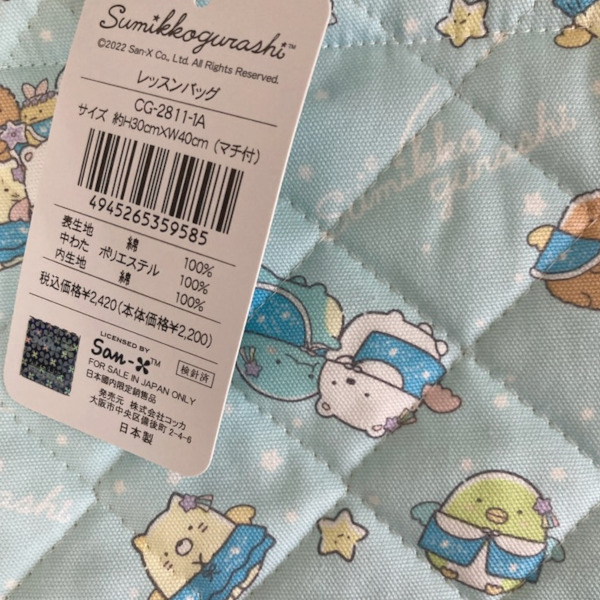 Sumikkogurashi™
©2022 San-X Co., Ltd. All Rights Reserved.
レッスンバッグ
CG-2811-1A
サイズ 約H30cm×W40cm (マチ付)
4945265359585
表生地 綿 100%
中わた ポリエステル 100%
内生地 綿 100%
税込価格¥2,420(本体価格¥2,200)
LICENSED BY
San-X™
FOR SALE IN JAPAN ONLY
日本国内限定販売品
検針済
発売元 株式会社コッカ
大阪市中央区備後町2-4-6
日本製
Sumikko
gurashi